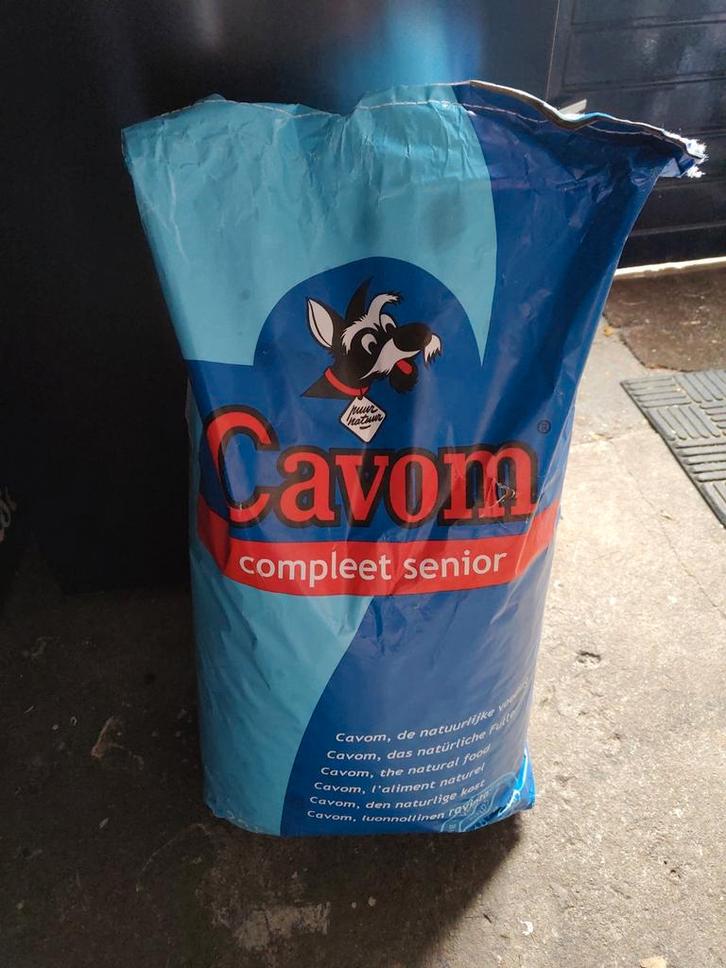 puur
natuur
Cavom®
compleet senior
Cavom, de natuurlijke
Cavom, das natürliche
Cavom, the natural food
Cavom, l'aliment naturel
Cavom, den naturlige kost
Cavom, luonnollinen ravinto